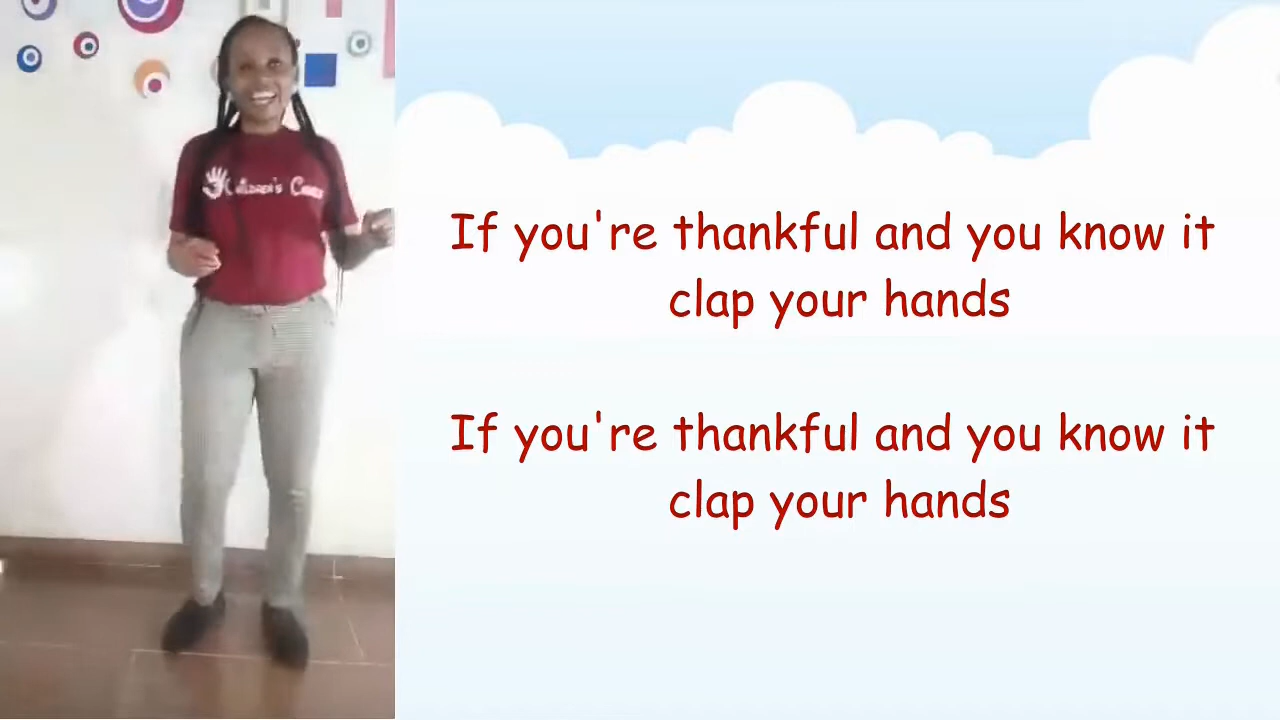 Children's
If you're thankful and you know it
clap your hands
If you're thankful and you know it
clap your hands